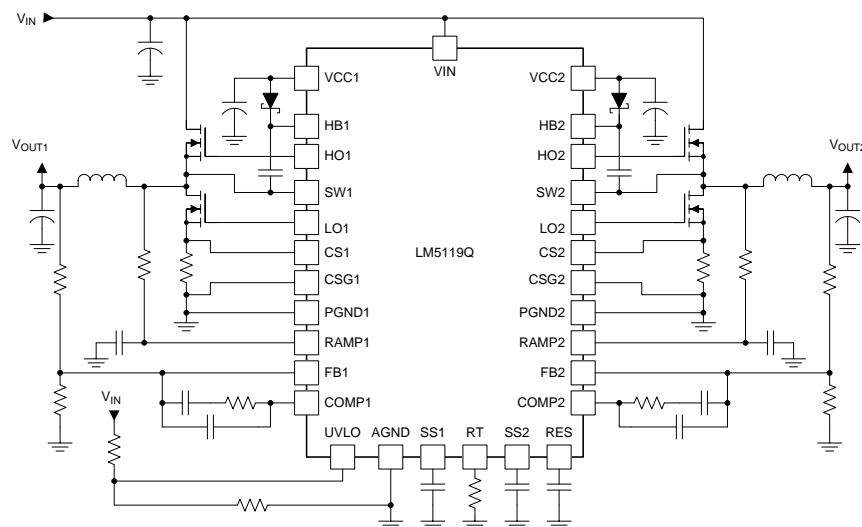 VIN
VIN
VCC1
VCC2
HB1
HB2
VOUT1
HO1
HO2
VOUT2
SW1
SW2
LO1
LO2
CS1
LM5119Q
CS2
CSG1
CSG2
PGND1
PGND2
RAMP1
RAMP2
FB1
FB2
VIN
COMP1
COMP2
UVLO
AGND
SS1
RT
SS2
RES